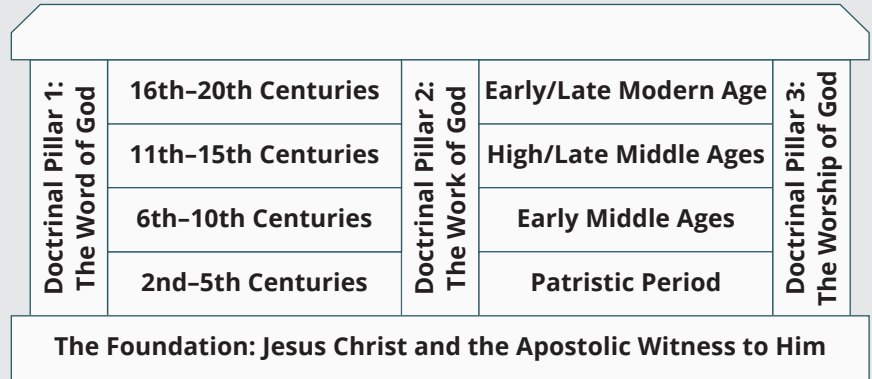 Doctrinal Pillar 1:
The Word of God
16th–20th Centuries
11th–15th Centuries
6th–10th Centuries
2nd–5th Centuries
Doctrinal Pillar 2:
The Work of God
Early/Late Modern Age
High/Late Middle Ages
Early Middle Ages
Patristic Period
Doctrinal Pillar 3:
The Worship of God
The Foundation: Jesus Christ and the Apostolic Witness to Him